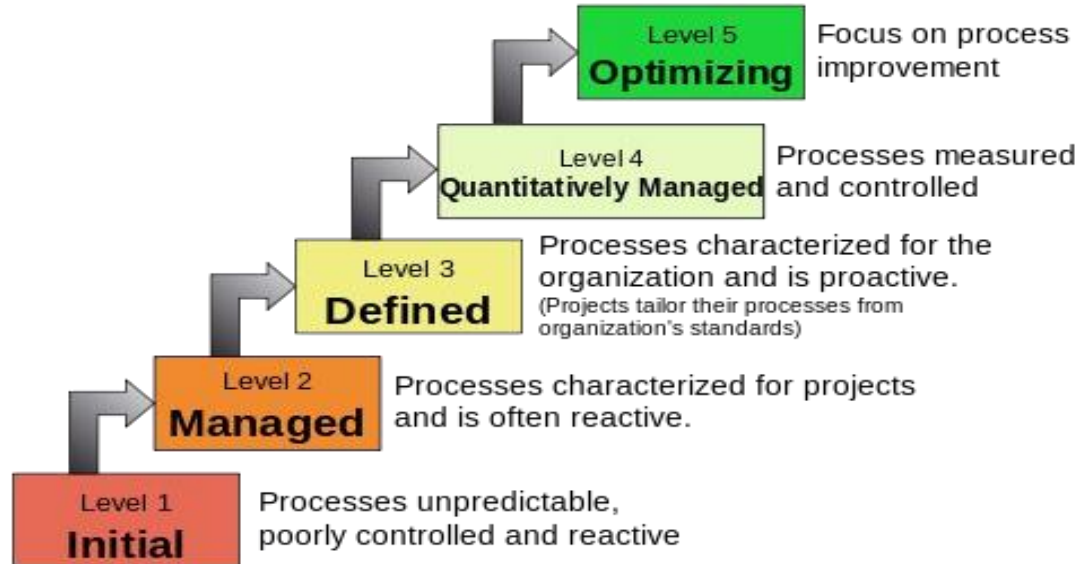 Level 5
Optimizing
Focus on process
improvement
Level 4
Quantitatively Managed
Processes measured
and controlled
Level 3
Defined
Processes characterized for the
organization and is proactive.
(Projects tailor their processes from
organization's standards)
Level 2
Managed
Processes characterized for projects
and is often reactive.
Level 1
Initial
Processes unpredictable,
poorly controlled and reactive